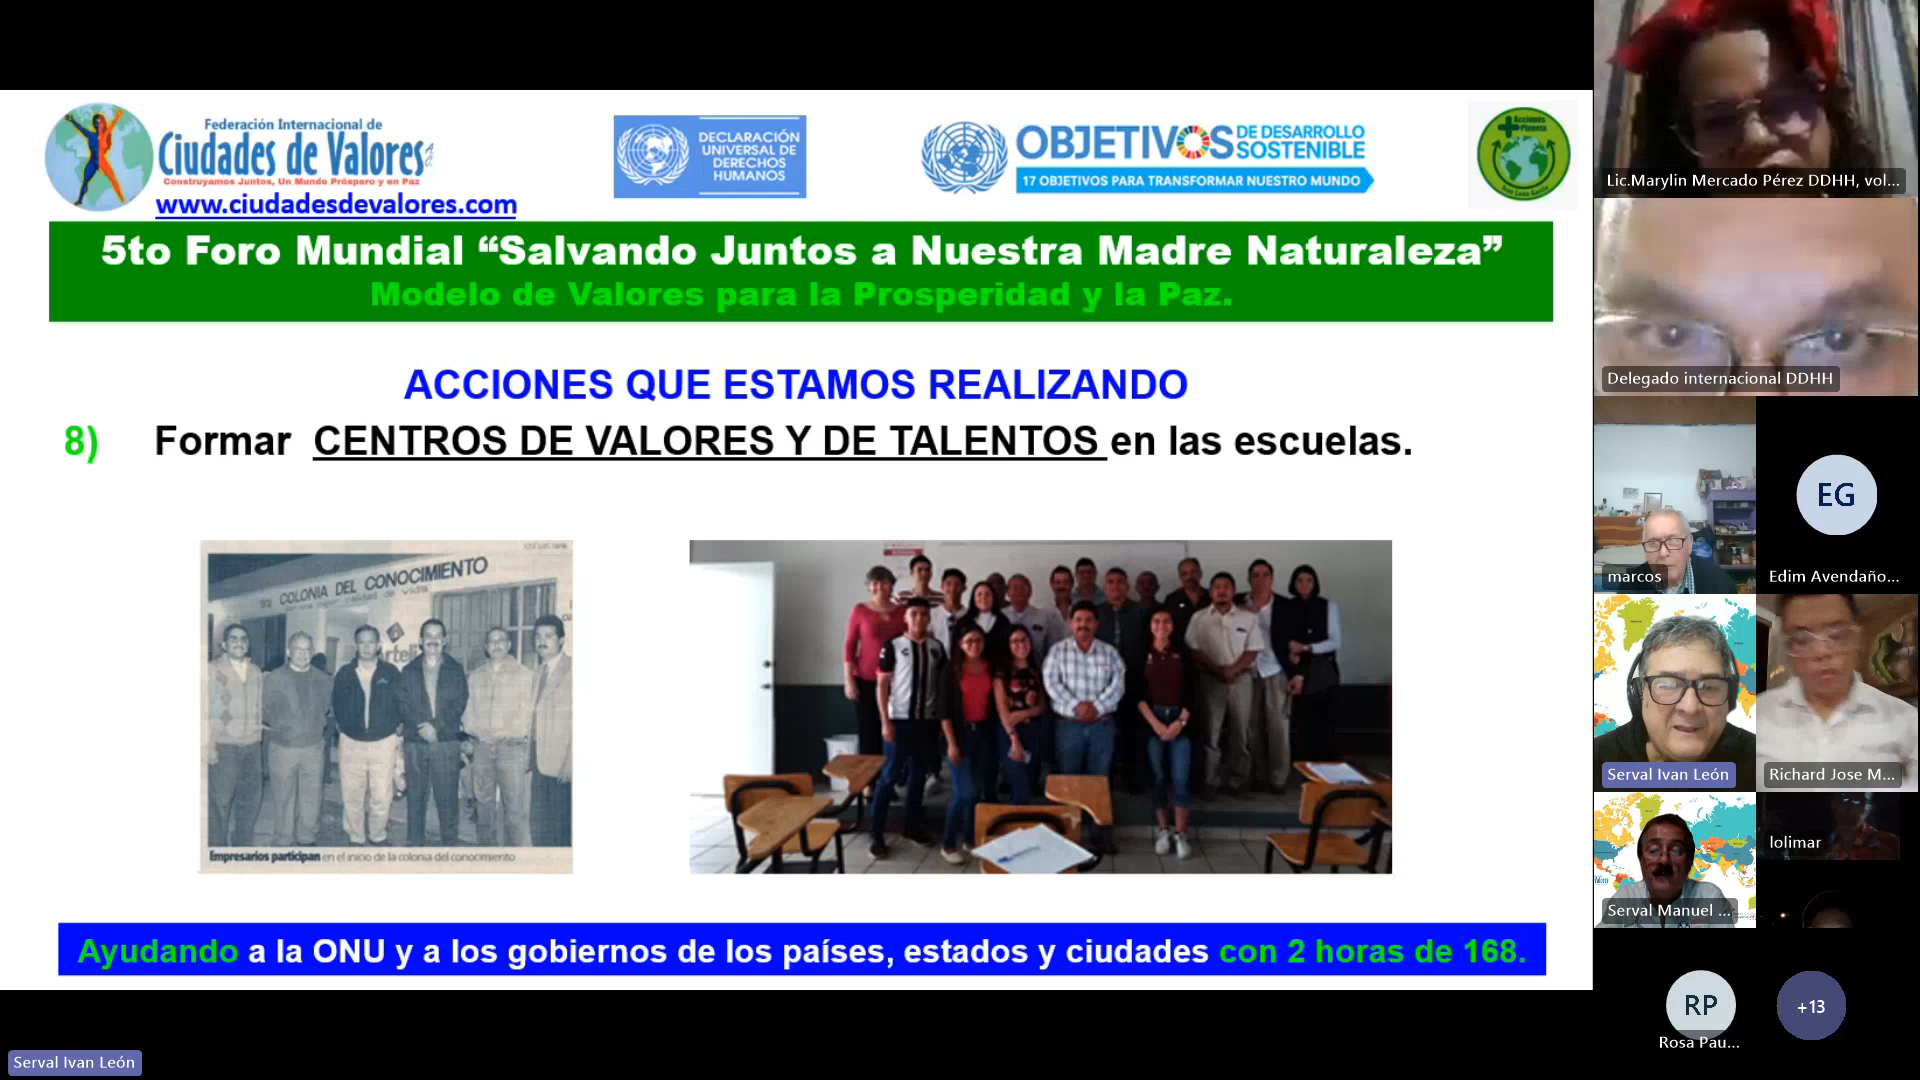 Federación Internacional de
Ciudades de Valores
Construyamos Juntos, Un Mundo Próspero y en Paz
www.ciudadesdevalores.com
DECLARACIÓN
UNIVERSAL DE
DERECHOS
HUMANOS
OBJETIVOS DE DESARROLLO
SOSTENIBLE
17 OBJETIVOS PARA TRANSFORMAR NUESTRO MUNDO
Acciones
Planeta
5to Foro Mundial “Salvando Juntos a Nuestra Madre Naturaleza”
Modelo de Valores para la Prosperidad y la Paz.
ACCIONES QUE ESTAMOS REALIZANDO
8) Formar CENTROS DE VALORES Y DE TALENTOS en las escuelas.
COLONIA DEL CONOCIMIENTO
Empresarios participan en el inicio de la colonia del conocimiento
Ayudando a la ONU y a los gobiernos de los países, estados y ciudades con 2 horas de 168.
Serval Ivan León
Lic.Marylin Mercado Pérez DDHH, vol...
Delegado internacional DDHH
marcos
EG
Edim Avendaño...
Serval Ivan León
Richard Jose M...
Serval Manuel ...
lolimar
RP
Rosa Pau...
+13